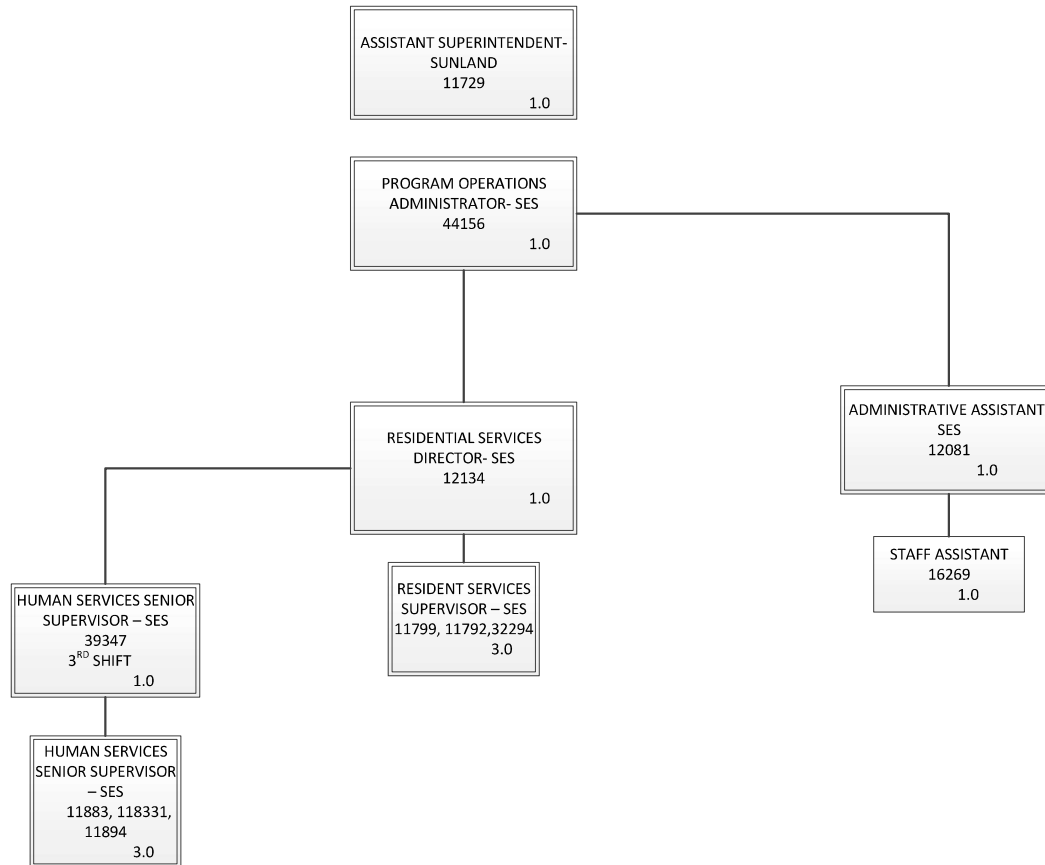 ASSISTANT SUPERINTENDENT-
SUNLAND
11729
1.0
PROGRAM OPERATIONS
ADMINISTRATOR- SES
44156
1.0
RESIDENTIAL SERVICES
DIRECTOR- SES
12134
1.0
ADMINISTRATIVE ASSISTANT
SES
12081
1.0
STAFF ASSISTANT
16269
1.0
RESIDENT SERVICES
SUPERVISOR – SES
11799, 11792,32294
3.0
HUMAN SERVICES SENIOR
SUPERVISOR – SES
39347
3RD SHIFT
1.0
HUMAN SERVICES
SENIOR SUPERVISOR
– SES
11883, 118331,
11894
3.0